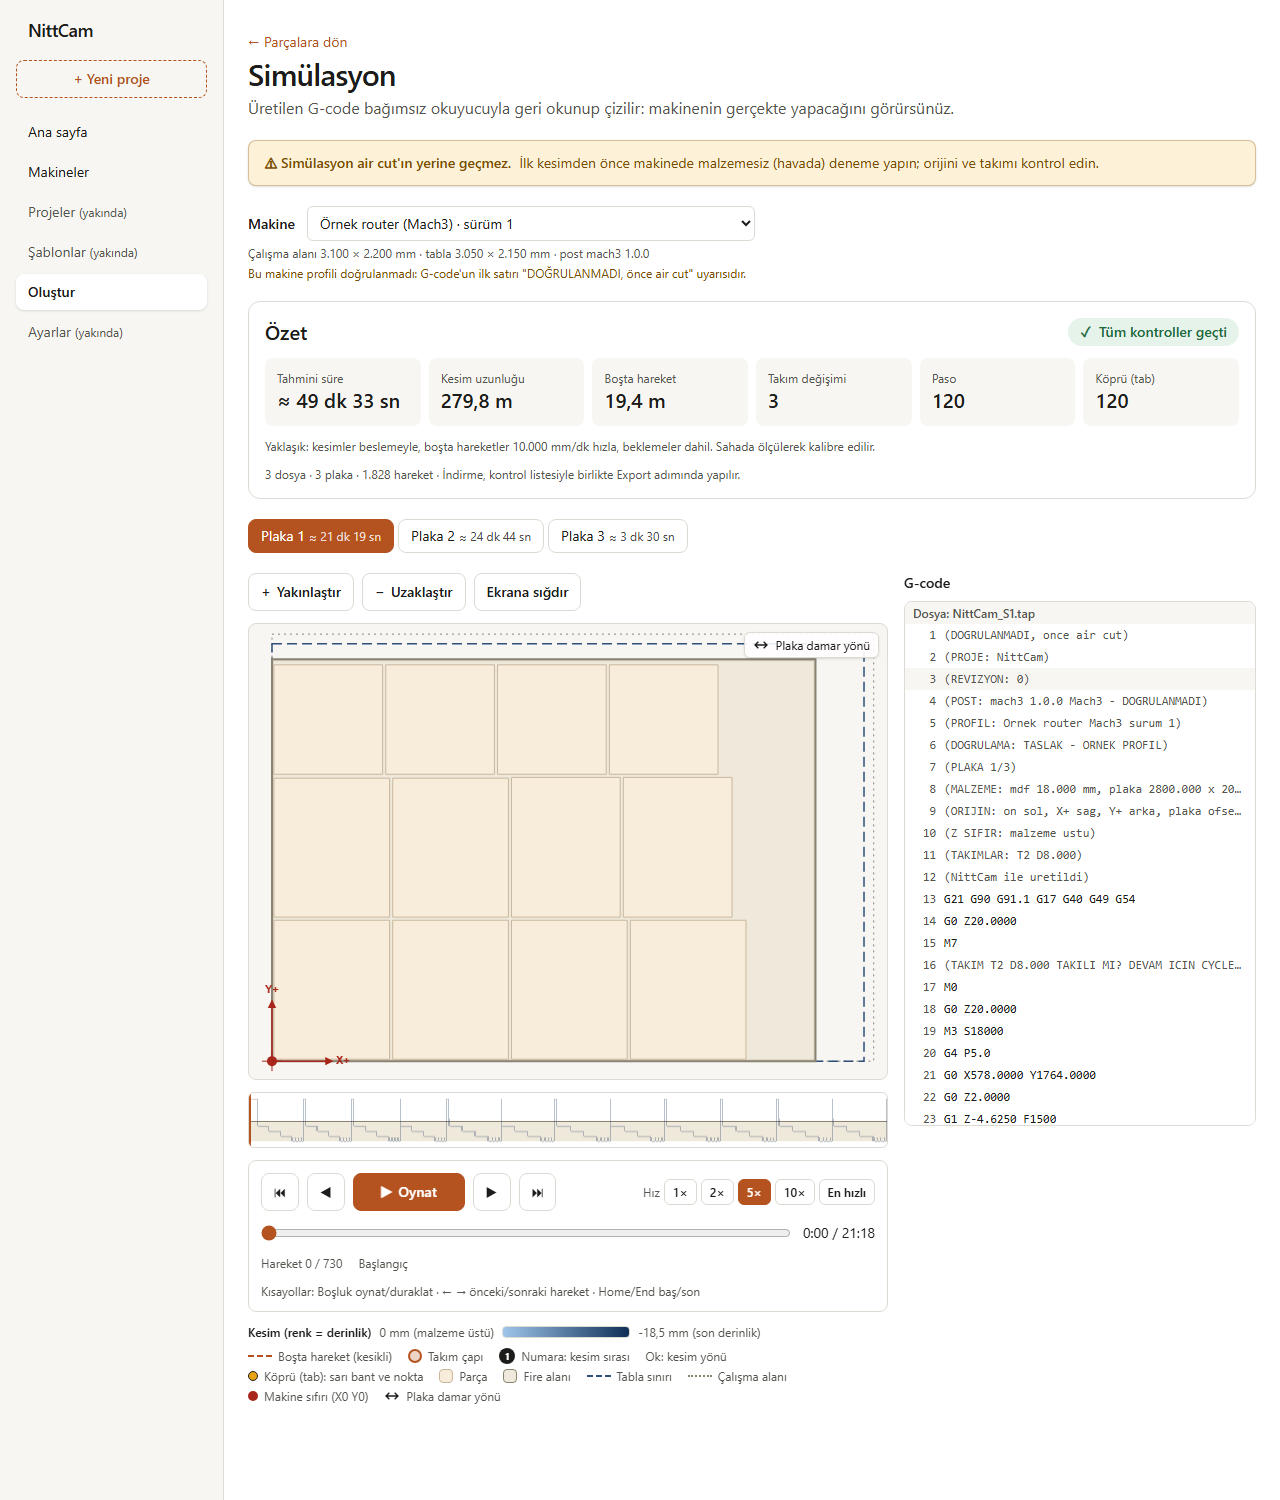 NittCam
+ Yeni proje
Ana sayfa
Makineler
Projeler (yakında)
Şablonlar (yakında)
Oluştur
Ayarlar (yakında)
← Parçalara dön
Simülasyon
Üretilen G-code bağımsız okuyucuyla geri okunup çizilir: makinenin gerçekte yapacağını görürsünüz.
⚠ Simülasyon air cut'ın yerine geçmez. İlk kesimden önce makinede malzemesiz (havada) deneme yapın; orijini ve takımı kontrol edin.
Makine Örnek router (Mach3) · sürüm 1
Çalışma alanı 3.100 × 2.200 mm · tabla 3.050 × 2.150 mm · post mach3 1.0.0
Bu makine profili doğrulanmadı: G-code'un ilk satırı "DOĞRULANMADI, önce air cut" uyarısıdır.
Özet
✓ Tüm kontroller geçti
Tahmini süre
≈ 49 dk 33 sn
Kesim uzunluğu
279,8 m
Boşta hareket
19,4 m
Takım değişimi
3
Paso
120
Köprü (tab)
120
Yaklaşık: kesimler beslemeyle, boşta hareketler 10.000 mm/dk hızla, beklemeler dahil. Sahada ölçülerek kalibre edilir.
3 dosya · 3 plaka · 1.828 hareket · İndirme, kontrol listesiyle birlikte Export adımında yapılır.
Plaka 1 ≈ 21 dk 19 sn
Plaka 2 ≈ 24 dk 44 sn
Plaka 3 ≈ 3 dk 30 sn
+ Yakınlaştır
− Uzaklaştır
Ekrana sığdır
↔ Plaka damar yönü
Y+
X+
G-code
Dosya: NittCam_S1.tap
1 (DOGRULANMADI, once air cut)
2 (PROJE: NittCam)
3 (REVIZYON: 0)
4 (POST: mach3 1.0.0 Mach3 - DOGRULANMADI)
5 (PROFIL: Ornek router Mach3 surum 1)
6 (DOGRULAMA: TASLAK - ORNEK PROFIL)
7 (PLAKA 1/3)
8 (MALZEME: mdf 18.000 mm, plaka 2800.000 x 20…
9 (ORIJIN: on sol, X+ sag, Y+ arka, plaka ofse…
10 (Z SIFIR: malzeme ustu)
11 (TAKIMLAR: T2 D8.000)
12 (NittCam ile uretildi)
13 G21 G90 G91.1 G17 G40 G49 G54
14 G0 Z20.0000
15 M7
16 (TAKIM T2 D8.000 TAKILI MI? DEVAM ICIN CYCLE…
17 M0
18 G0 Z20.0000
19 M3 S18000
20 G4 P5.0
21 G0 X578.0000 Y1764.0000
22 G0 Z2.0000
23 G1 Z-4.6250 F1500
⏮ ◀ ▶ Oynat ▶ ⏭
Hız 1× 2× 5× 10× En hızlı
0:00 / 21:18
Hareket 0 / 730 Başlangıç
Kısayollar: Boşluk oynat/duraklat · ← → önceki/sonraki hareket · Home/End baş/son
Kesim (renk = derinlik) 0 mm (malzeme üstü) -18,5 mm (son derinlik)
Boşta hareket (kesikli) Takım çapı 1 Numara: kesim sırası Ok: kesim yönü
Köprü (tab): sarı bant ve nokta Parça Fire alanı Tabla sınırı Çalışma alanı
Makine sıfırı (X0 Y0) ↔ Plaka damar yönü